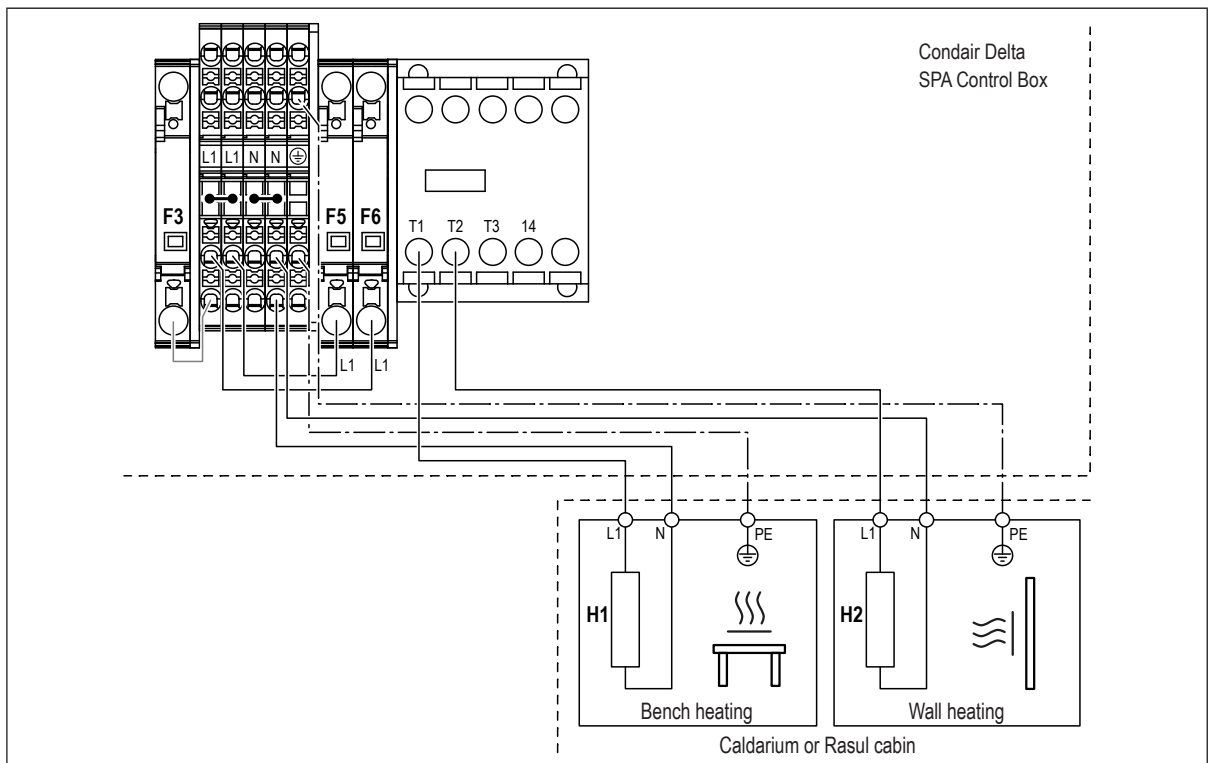 Condair Delta
SPA Control Box
L1 L1 N N
F3 F5 F6
T1 T2 T3 14
L1 L1
L1 N PE L1 N PE
H1 H2
Bench heating Wall heating
Caldarium or Rasul cabin